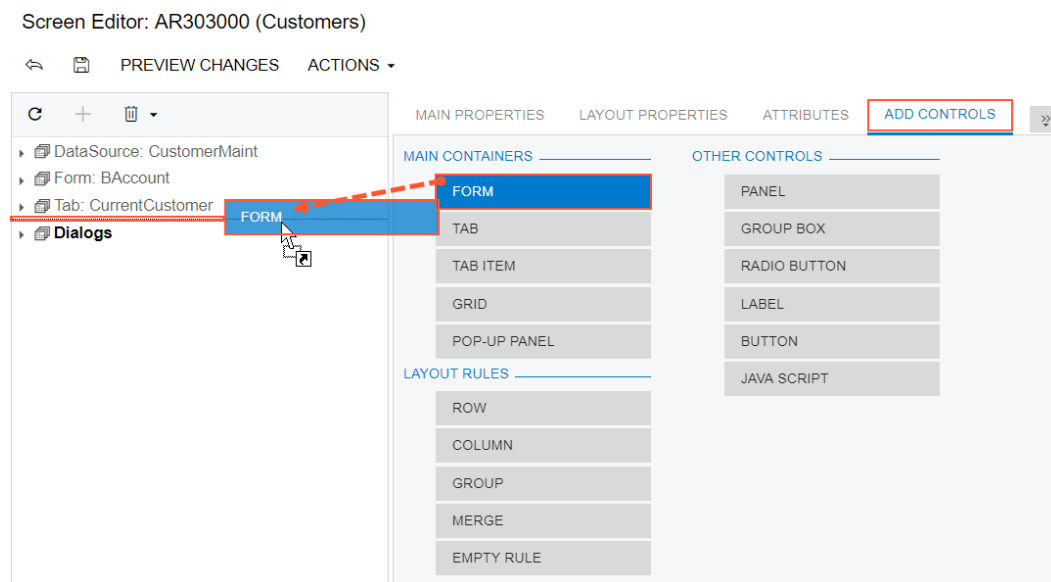 Screen Editor: AR303000 (Customers)
PREVIEW CHANGES ACTIONS
MAIN PROPERTIES LAYOUT PROPERTIES ATTRIBUTES ADD CONTROLS
DataSource: CustomerMaint
Form: BAccount
Tab: CurrentCustomer
Dialogs
FORM
MAIN CONTAINERS
FORM
TAB
TAB ITEM
GRID
POP-UP PANEL
LAYOUT RULES
ROW
COLUMN
GROUP
MERGE
EMPTY RULE
OTHER CONTROLS
PANEL
GROUP BOX
RADIO BUTTON
LABEL
BUTTON
JAVA SCRIPT